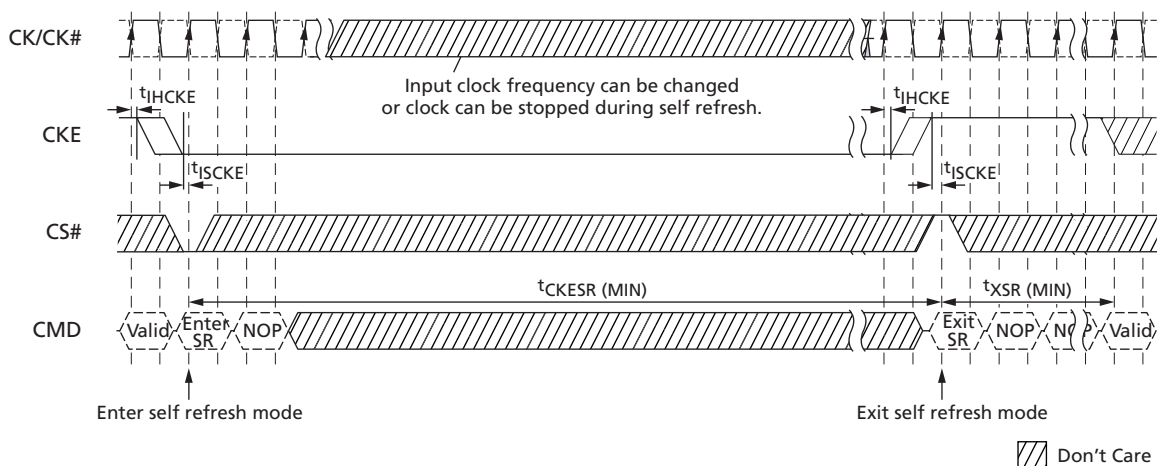 CK/CK#
Input clock frequency can be changed
or clock can be stopped during self refresh.
tIHCKE
tIHCKE
CKE
tISCKE
tISCKE
CS#
tCKESR (MIN)
tXSR (MIN)
CMD
Valid
Enter
SR
NOP
Exit
SR
NOP
NOP
Valid
Enter self refresh mode
Exit self refresh mode
Don't Care